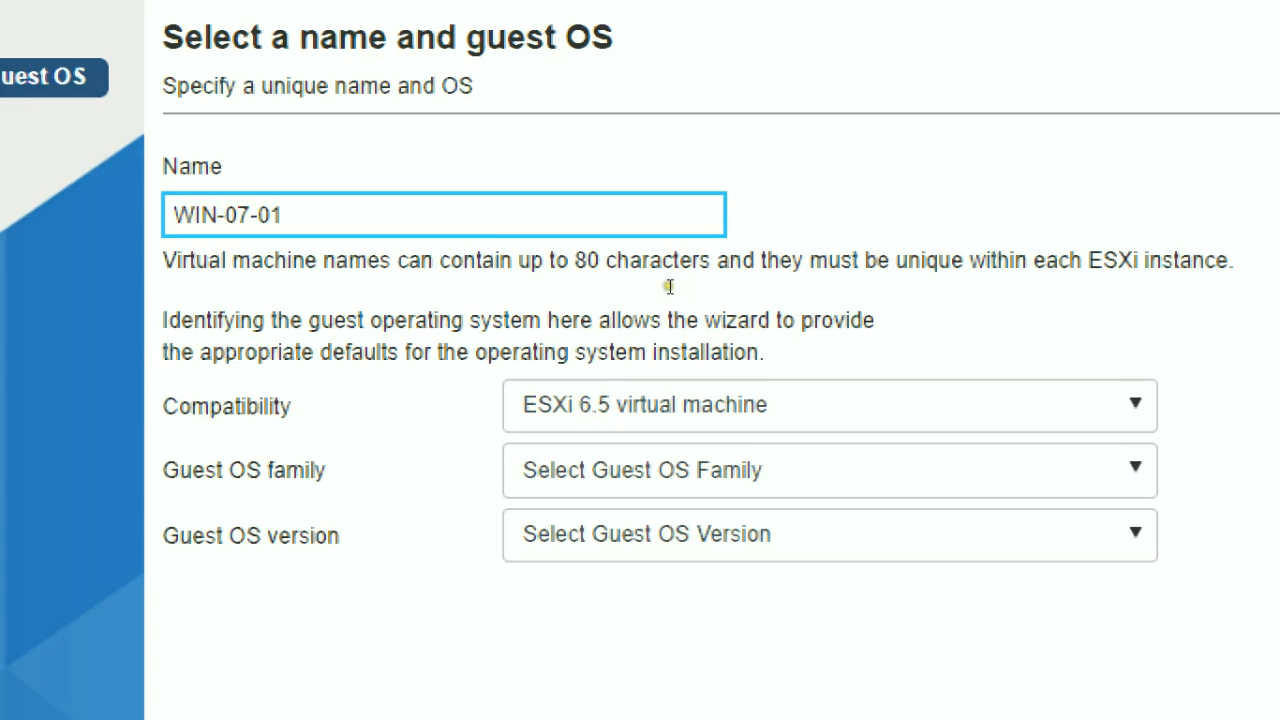 Select a name and guest OS
uest OS
Specify a unique name and OS
Name
WIN-07-01
Virtual machine names can contain up to 80 characters and they must be unique within each ESXi instance.
Identifying the guest operating system here allows the wizard to provide
the appropriate defaults for the operating system installation.
Compatibility
ESXi 6.5 virtual machine
Guest OS family
Select Guest OS Family
Guest OS version
Select Guest OS Version